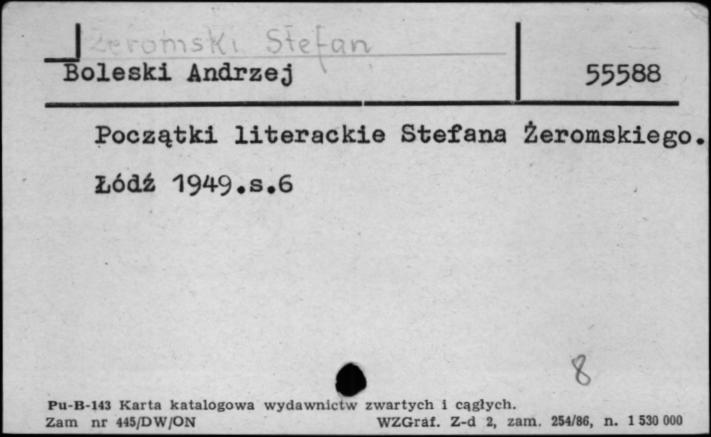 Żeromski Stefan
Boleski Andrzej 55588
Początki literackie Stefana Żeromskiego.
Łódź 1949.s.6
8
Pu-B-143 Karta katalogowa wydawnictw zwartych i cągłych.
Zam nr 445/DW/ON WZGraf. Z-d 2, zam. 254/86, n. 1 530 000